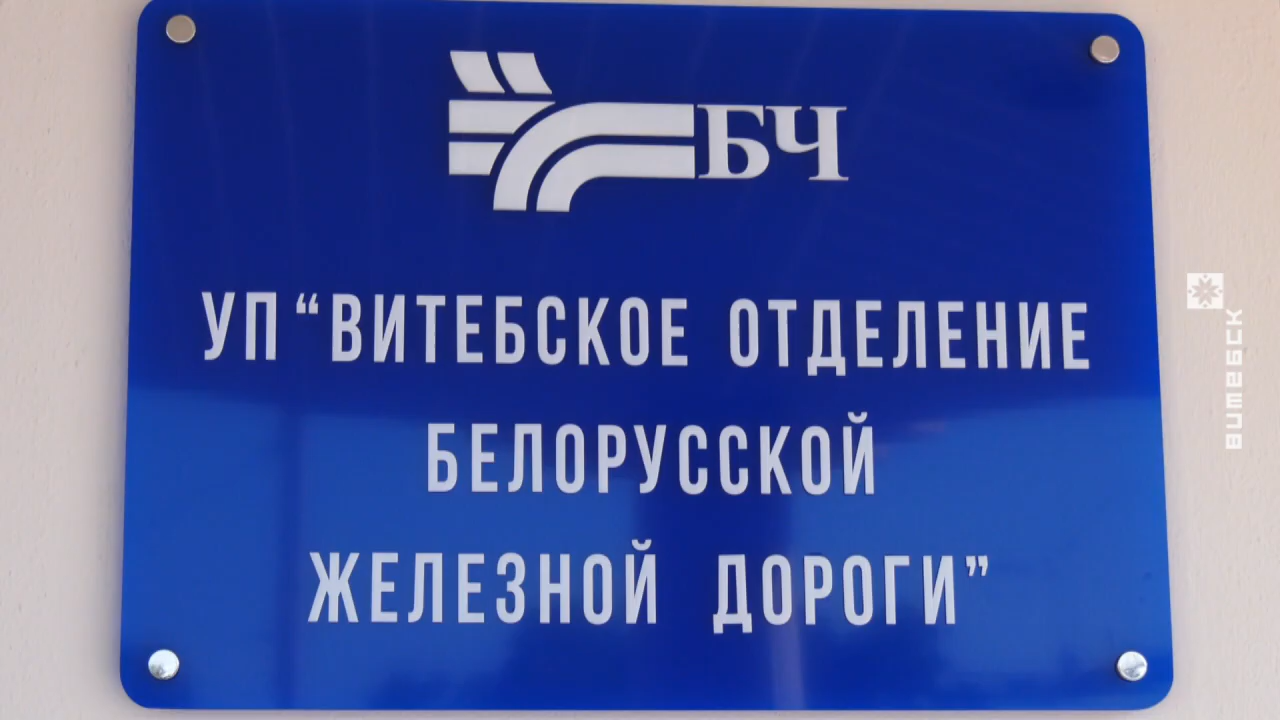 БЧ
УП “ВИТЕБСКОЕ ОТДЕЛЕНИЕ
БЕЛОРУССКОЙ
ЖЕЛЕЗНОЙ ДОРОГИ”
витебск